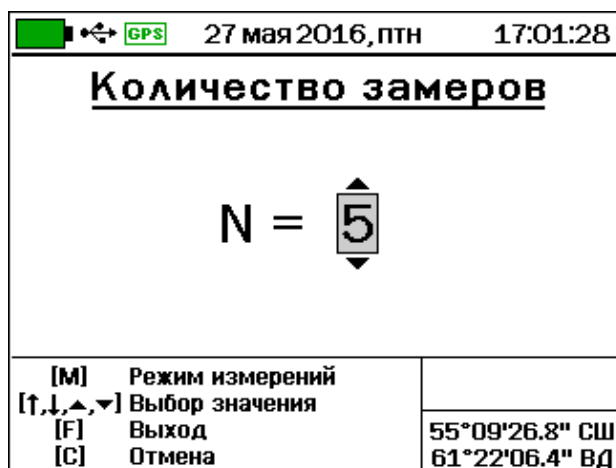 GPS 27 мая 2016, птн 17:01:28
Количество замеров
N = 5
[М] Режим измерений
[↑,↓,▲,▼] Выбор значения
[F] Выход
[С] Отмена
55°09'26.8" СШ
61°22'06.4" ВД